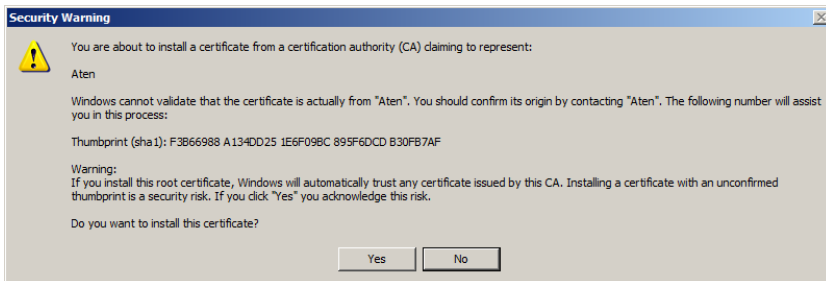 Security Warning
You are about to install a certificate from a certification authority (CA) claiming to represent:
Aten
Windows cannot validate that the certificate is actually from "Aten". You should confirm its origin by contacting "Aten". The following number will assist
you in this process:
Thumbprint (sha1): F3B66988 A134DD25 1E6F09BC 895F6DCD B30FB7AF
Warning:
If you install this root certificate, Windows will automatically trust any certificate issued by this CA. Installing a certificate with an unconfirmed
thumbprint is a security risk. If you click "Yes" you acknowledge this risk.
Do you want to install this certificate?
Yes
No